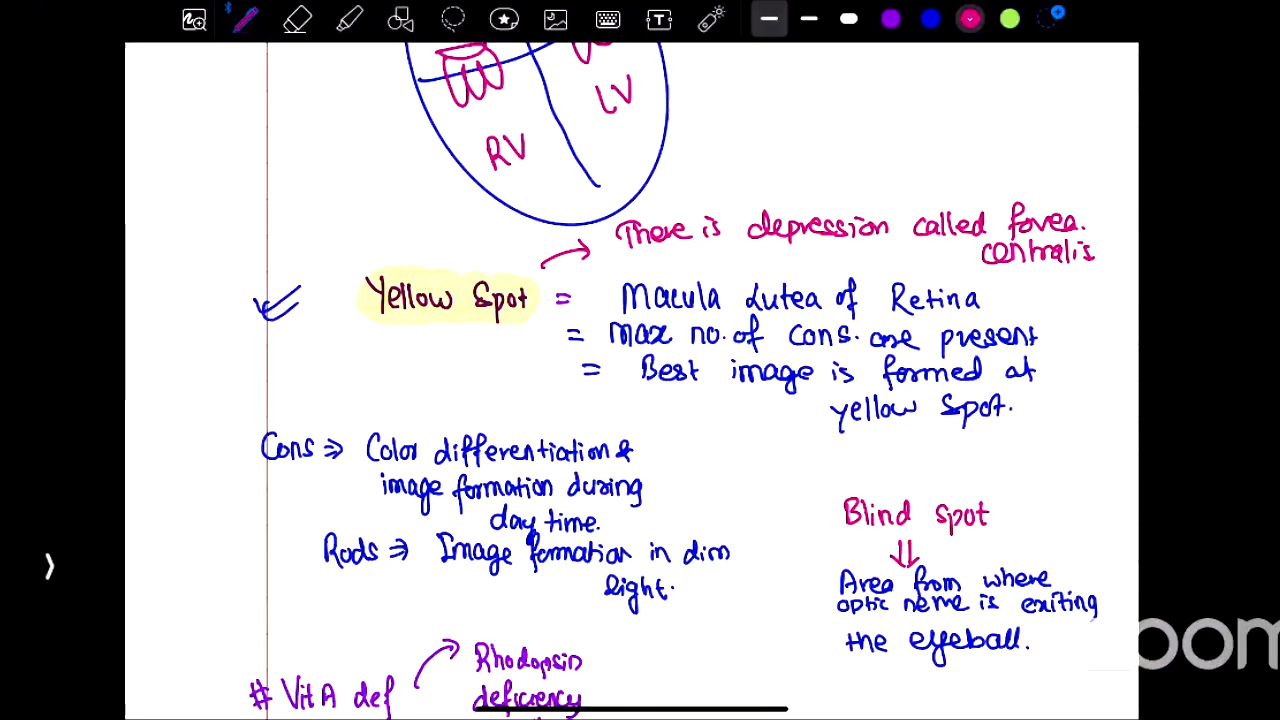 LV
RV
There is depression called fovea.
centralis
Yellow Spot = Macula Lutea of Retina
= Max no. of Cons. are present
= Best image is formed at
yellow spot.
Cons ⇒ Color differentiation &
image formation during
day time.
Rods ⇒ Image formation in dim
light.
Blind spot
⇓
Area from where
optic nerve is exiting
the eyeball.
Rhodopsin
# Vit A def
deficiency
oom